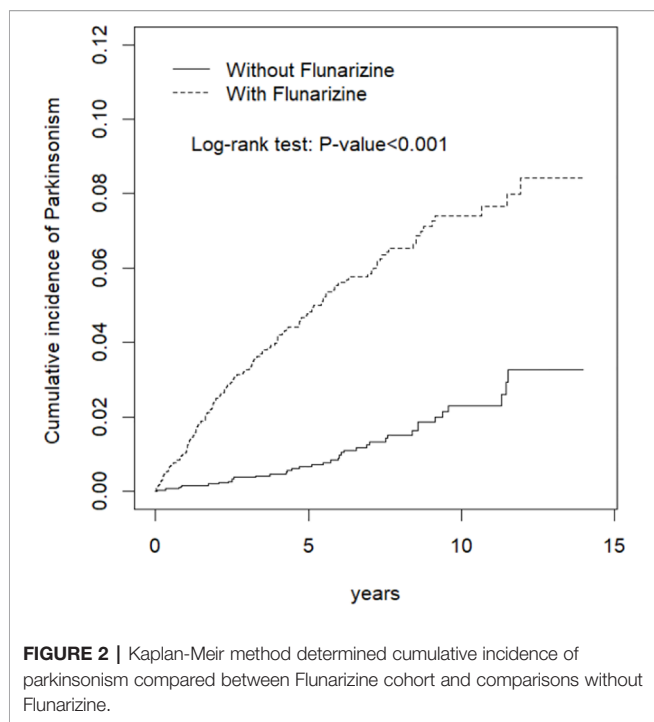 Cumulative incidence of Parkinsonism
0.12
0.10
0.08
0.06
0.04
0.02
0.00
Without Flunarizine
With Flunarizine
Log-rank test: P-value<0.001
0 5 10 15
years
FIGURE 2 | Kaplan-Meir method determined cumulative incidence of
parkinsonism compared between Flunarizine cohort and comparisons without
Flunarizine.